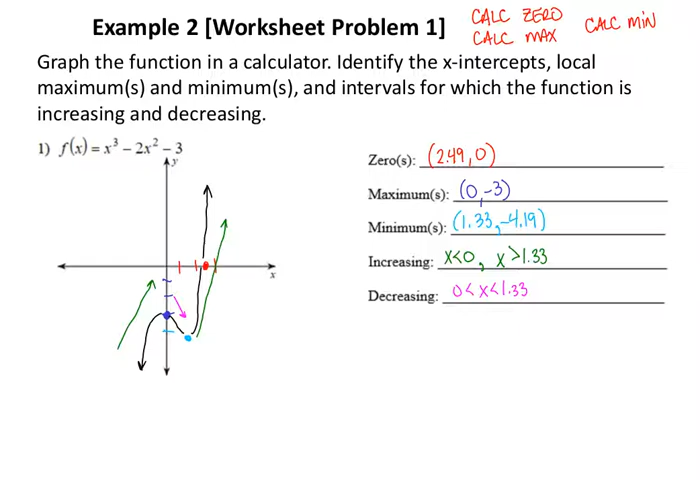 Example 2 [Worksheet Problem 1]
CALC ZERO
CALC MAX
CALC MIN
Graph the function in a calculator. Identify the x-intercepts, local
maximum(s) and minimum(s), and intervals for which the function is
increasing and decreasing.
1) f(x) = x³ − 2x² − 3
y
x
Zero(s): (2.49, 0)
Maximum(s): (0, -3)
Minimum(s): (1.33, -4.19)
Increasing: x<0, x>1.33
Decreasing: 0<x<1.33